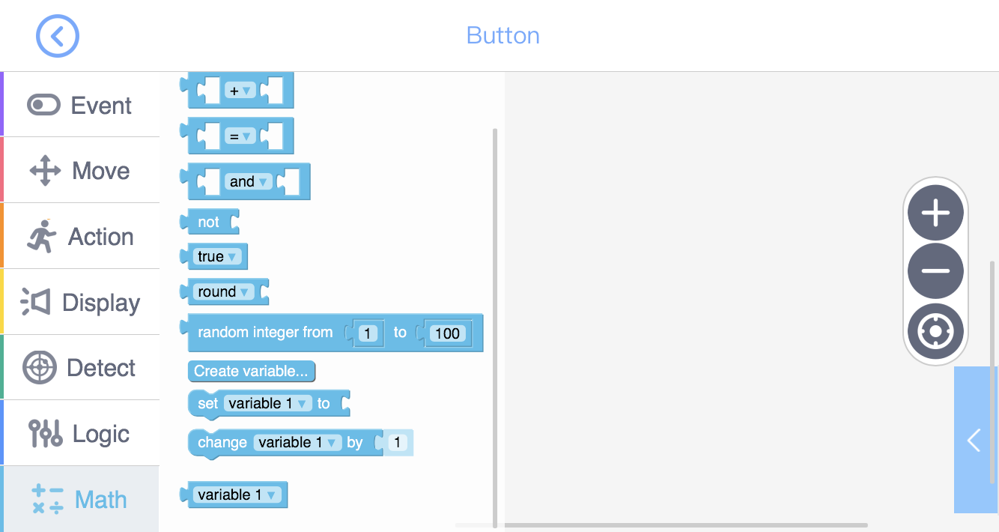 Button
Event
Move
Action
Display
Detect
Logic
Math
+ ▾
= ▾
and ▾
not
true ▾
round ▾
random integer from 1 to 100
Create variable...
set variable 1 ▾ to
change variable 1 ▾ by 1
variable 1 ▾